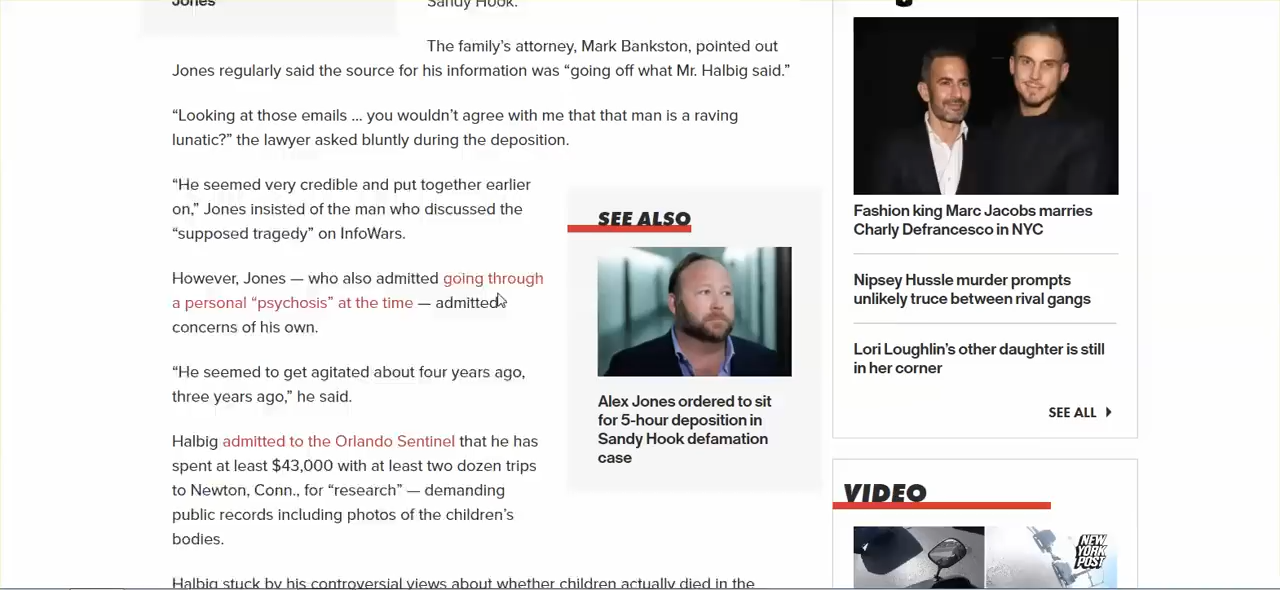 Jones
Sandy Hook.
The family’s attorney, Mark Bankston, pointed out
Jones regularly said the source for his information was “going off what Mr. Halbig said.”
“Looking at those emails ... you wouldn’t agree with me that that man is a raving
lunatic?” the lawyer asked bluntly during the deposition.
“He seemed very credible and put together earlier
on,” Jones insisted of the man who discussed the
“supposed tragedy” on InfoWars.
However, Jones — who also admitted going through
a personal “psychosis” at the time — admitted
concerns of his own.
“He seemed to get agitated about four years ago,
three years ago,” he said.
Halbig admitted to the Orlando Sentinel that he has
spent at least $43,000 with at least two dozen trips
to Newton, Conn., for “research” — demanding
public records including photos of the children’s
bodies.
Halbig stuck by his controversial views about whether children actually died in the
SEE ALSO
Alex Jones ordered to sit
for 5-hour deposition in
Sandy Hook defamation
case
Fashion king Marc Jacobs marries
Charly Defrancesco in NYC
Nipsey Hussle murder prompts
unlikely truce between rival gangs
Lori Loughlin’s other daughter is still
in her corner
SEE ALL
VIDEO
NEW
YORK
POST